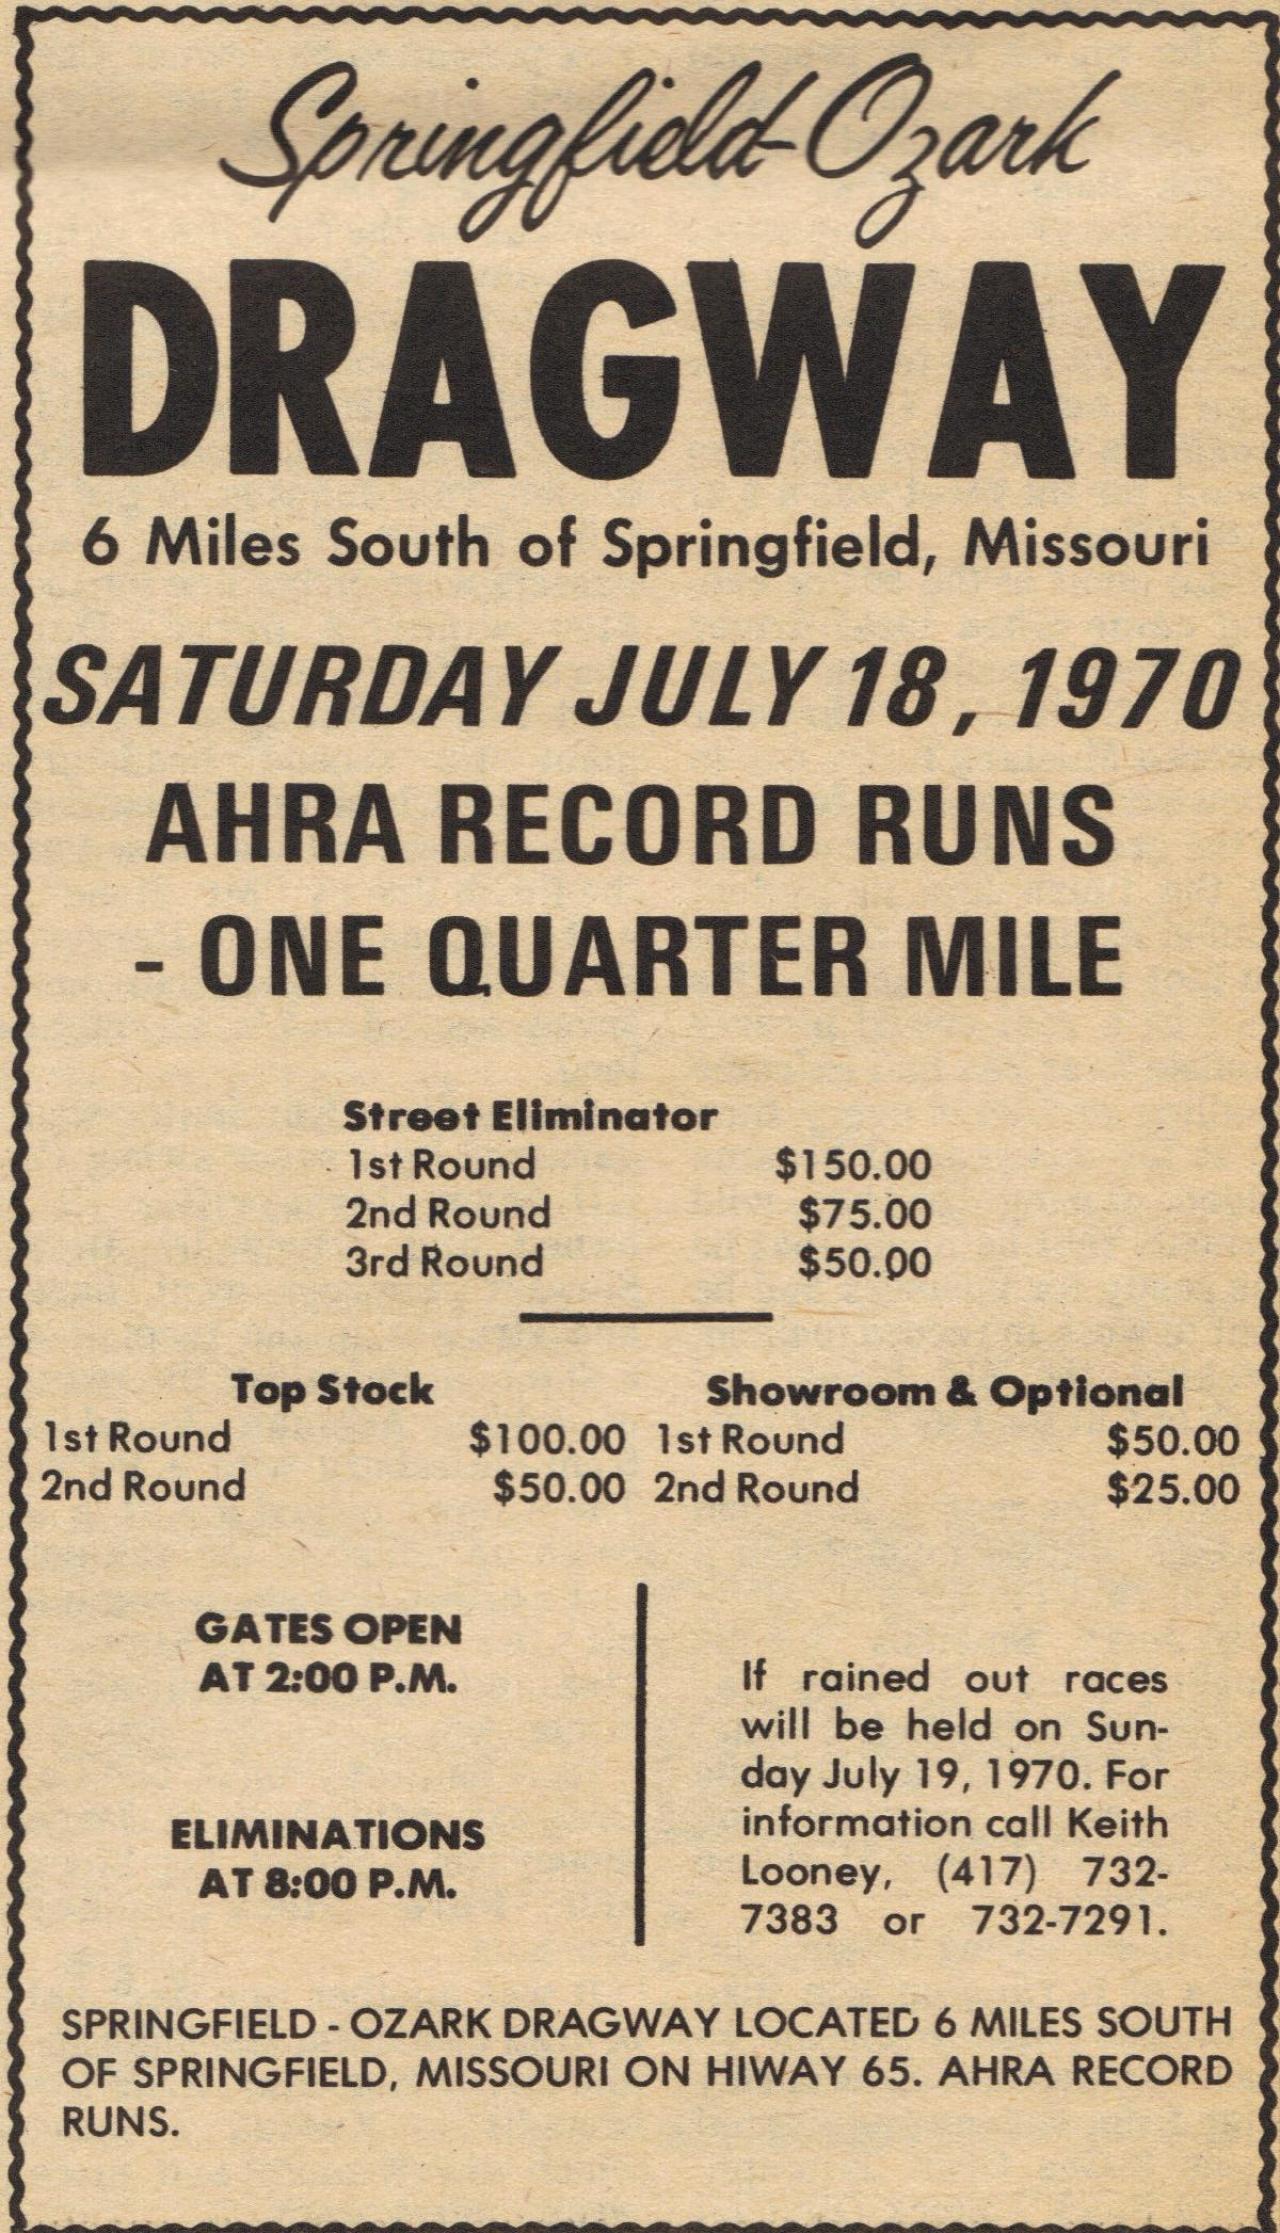 Springfield-Ozark
DRAGWAY
6 Miles South of Springfield, Missouri
SATURDAY JULY 18, 1970
AHRA RECORD RUNS
- ONE QUARTER MILE
Street Eliminator
1st Round $150.00
2nd Round $75.00
3rd Round $50.00
Top Stock
1st Round $100.00
2nd Round $50.00
Showroom & Optional
1st Round $50.00
2nd Round $25.00
GATES OPEN
AT 2:00 P.M.
ELIMINATIONS
AT 8:00 P.M.
If rained out races
will be held on Sun-
day July 19, 1970. For
information call Keith
Looney, (417) 732-
7383 or 732-7291.
SPRINGFIELD - OZARK DRAGWAY LOCATED 6 MILES SOUTH
OF SPRINGFIELD, MISSOURI ON HIWAY 65. AHRA RECORD
RUNS.